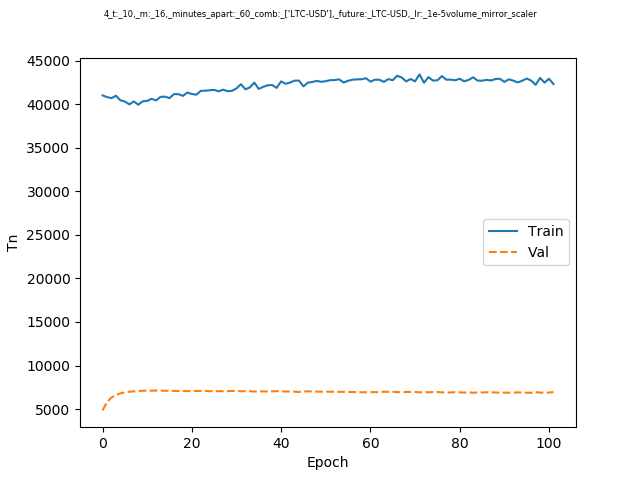 4_t:_10,_m:_16,_minutes_apart:_60_comb:_['LTC-USD'],_future:_LTC-USD,_lr:_1e-5volume_mirror_scaler
45000
40000
35000
30000
25000
20000
15000
10000
5000
Tn
Train
Val
0 20 40 60 80 100
Epoch